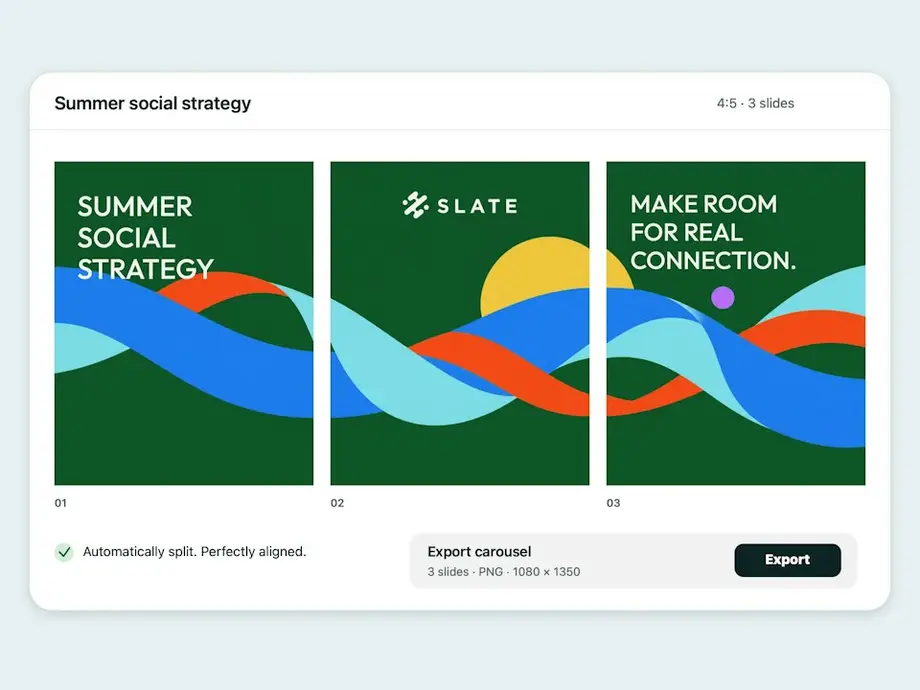 Summer social strategy
4:5 · 3 slides
SUMMER
SOCIAL
STRATEGY
SLATE
MAKE ROOM
FOR REAL
CONNECTION.
01
02
03
Automatically split. Perfectly aligned.
Export carousel
3 slides · PNG · 1080 × 1350
Export